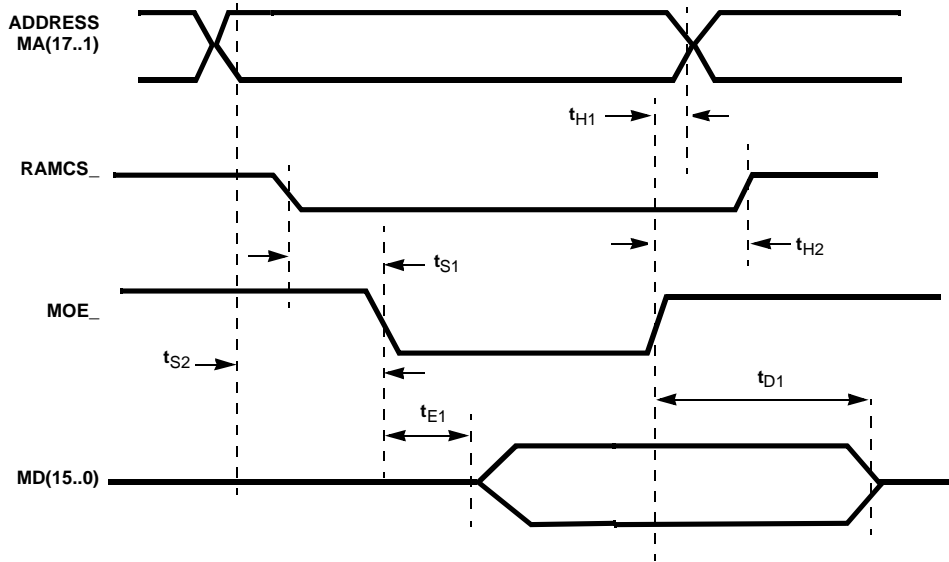 ADDRESS
MA(17..1)
tH1
RAMCS_
tS1
tH2
MOE_
tS2
tD1
tE1
MD(15..0)